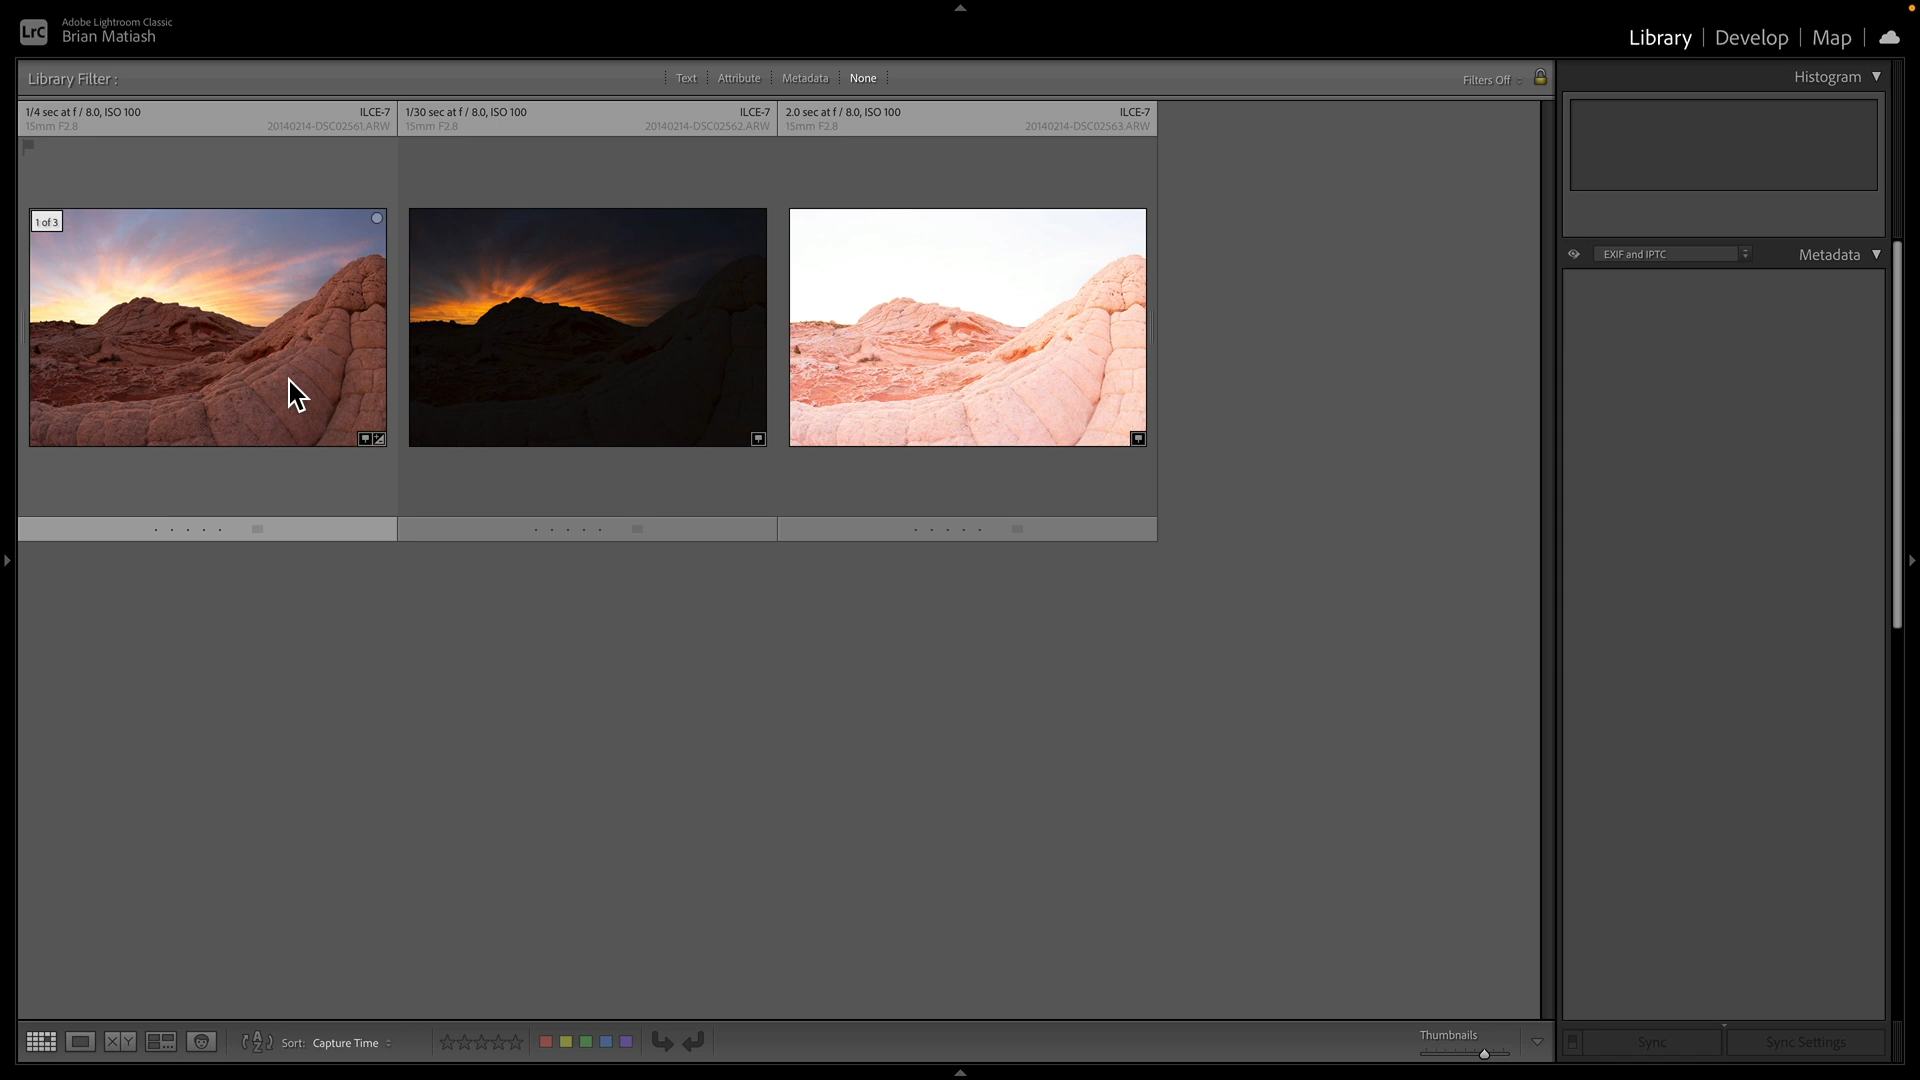 LrC
Adobe Lightroom Classic
Brian Matiash
Library | Develop | Map
Library Filter :
Text Attribute Metadata None
Filters Off
Histogram
1/4 sec at f / 8.0, ISO 100 ILCE-7
15mm F2.8 20140214-DSC02561.ARW
1/30 sec at f / 8.0, ISO 100 ILCE-7
15mm F2.8 20140214-DSC02562.ARW
2.0 sec at f / 8.0, ISO 100 ILCE-7
15mm F2.8 20140214-DSC02563.ARW
1 of 3
EXIF and IPTC
Metadata
XY
AZ
Sort: Capture Time
Thumbnails
Sync
Sync Settings